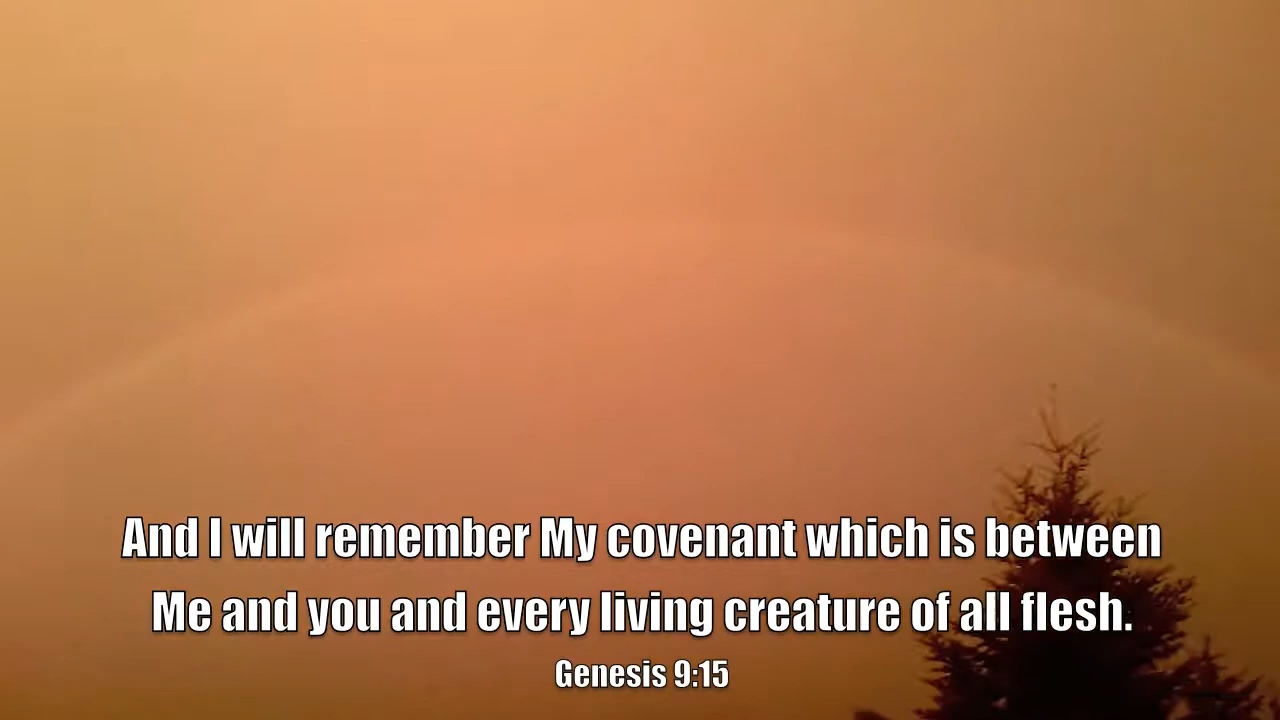 And I will remember My covenant which is between
Me and you and every living creature of all flesh.
Genesis 9:15